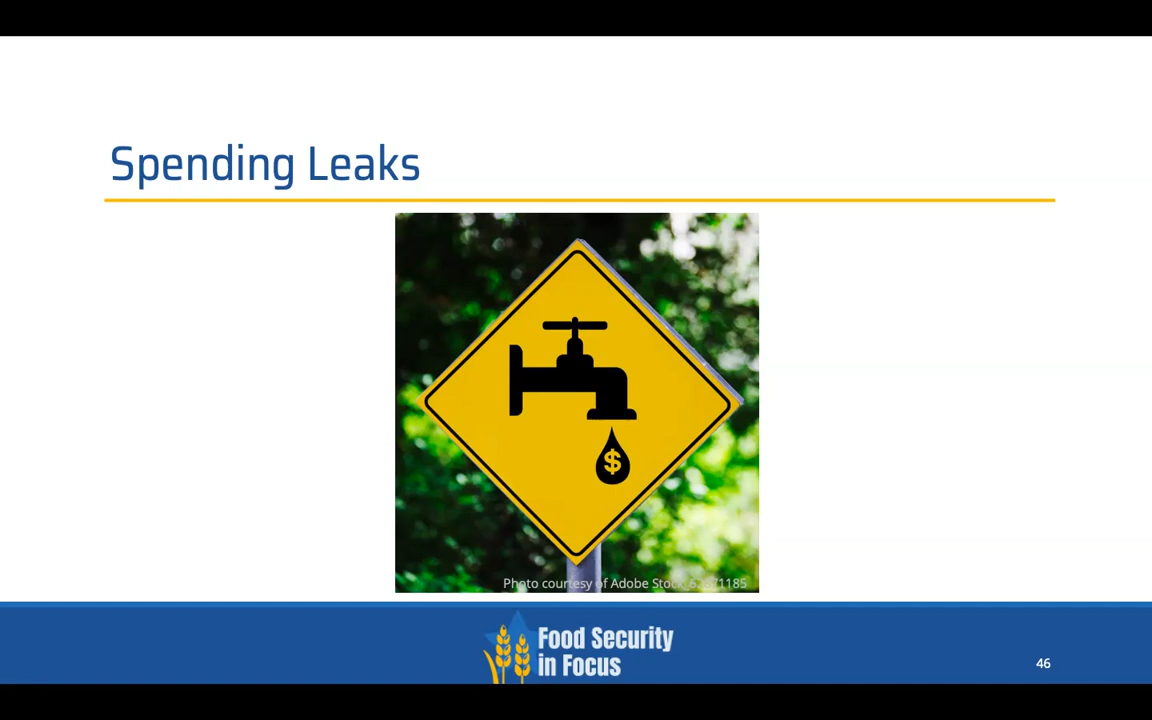 Spending Leaks
$
Photo courtesy of Adobe Stock
Food Security
in Focus
46